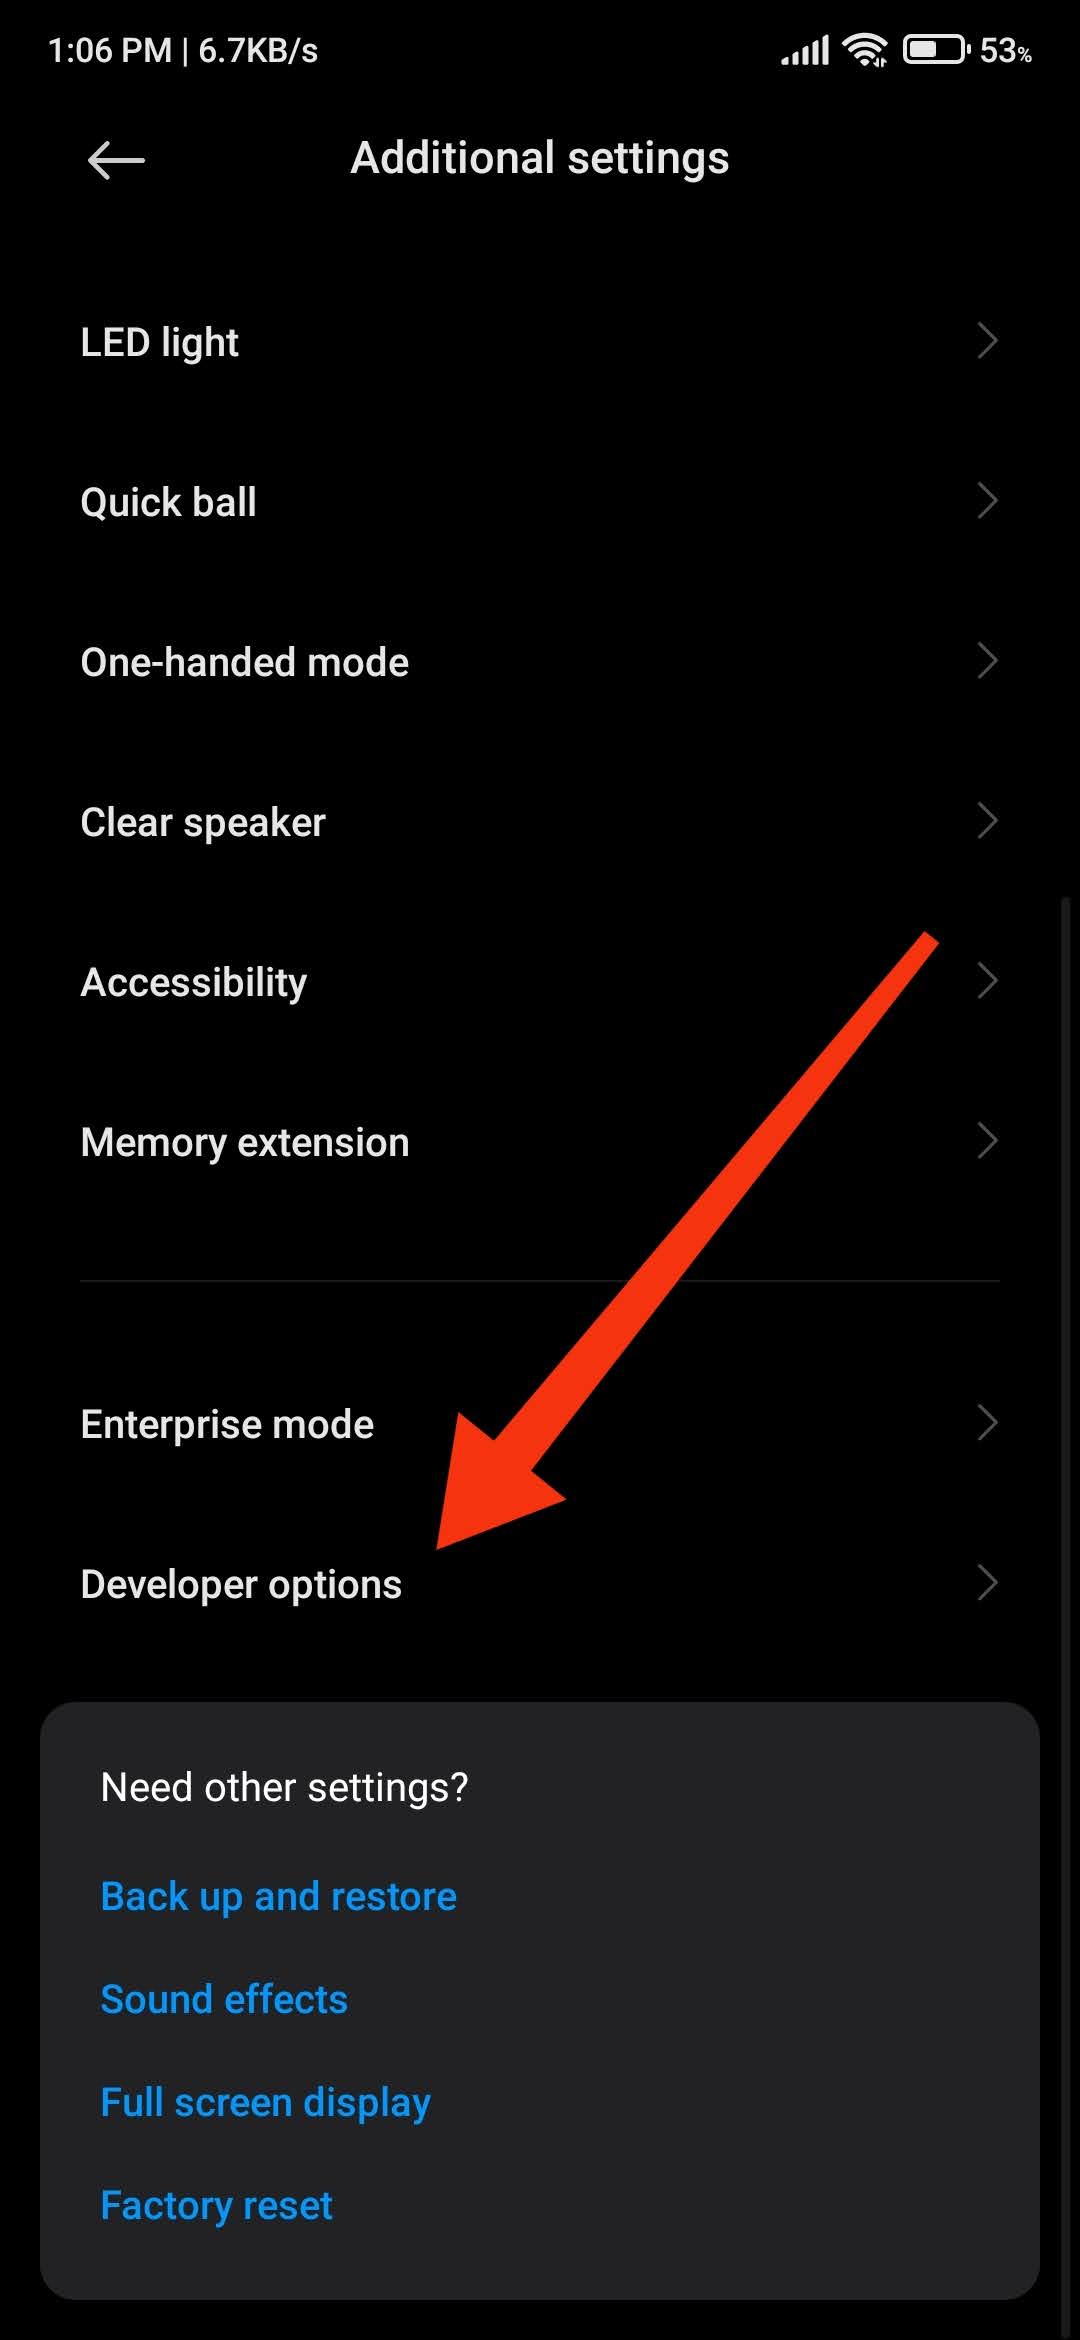 1:06 PM | 6.7KB/s 53%
Additional settings
LED light
Quick ball
One-handed mode
Clear speaker
Accessibility
Memory extension
Enterprise mode
Developer options
Need other settings?
Back up and restore
Sound effects
Full screen display
Factory reset